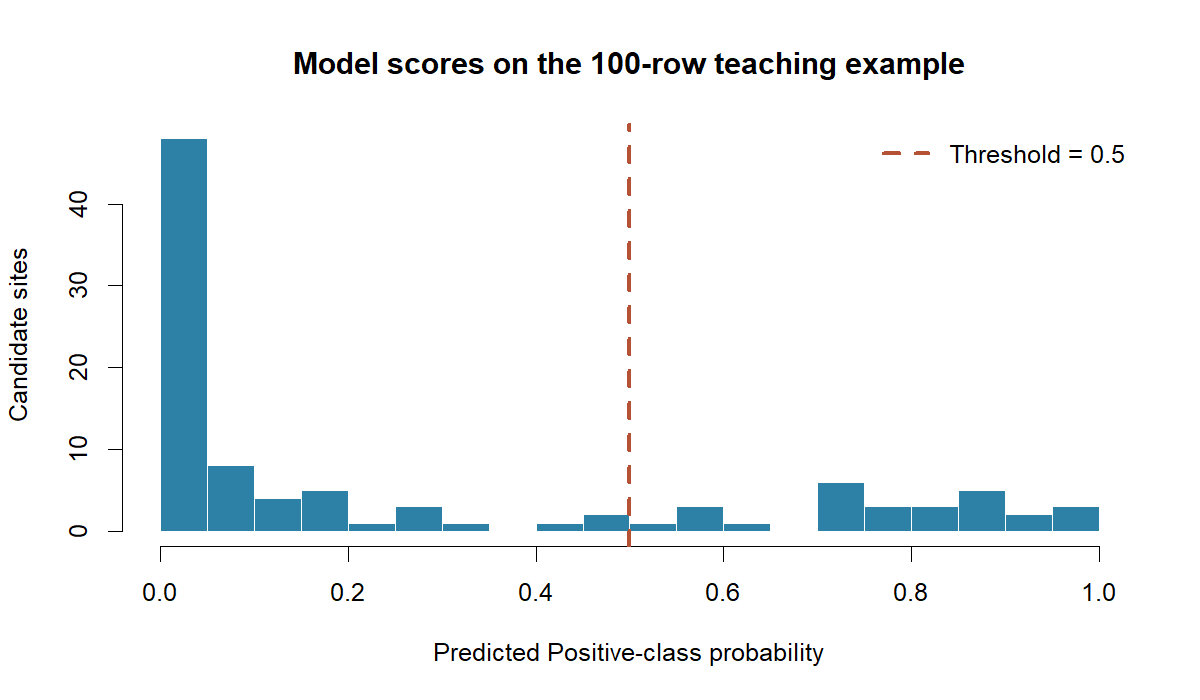 Model scores on the 100-row teaching example
Threshold = 0.5
Candidate sites
40
30
20
10
0
0.0 0.2 0.4 0.6 0.8 1.0
Predicted Positive-class probability